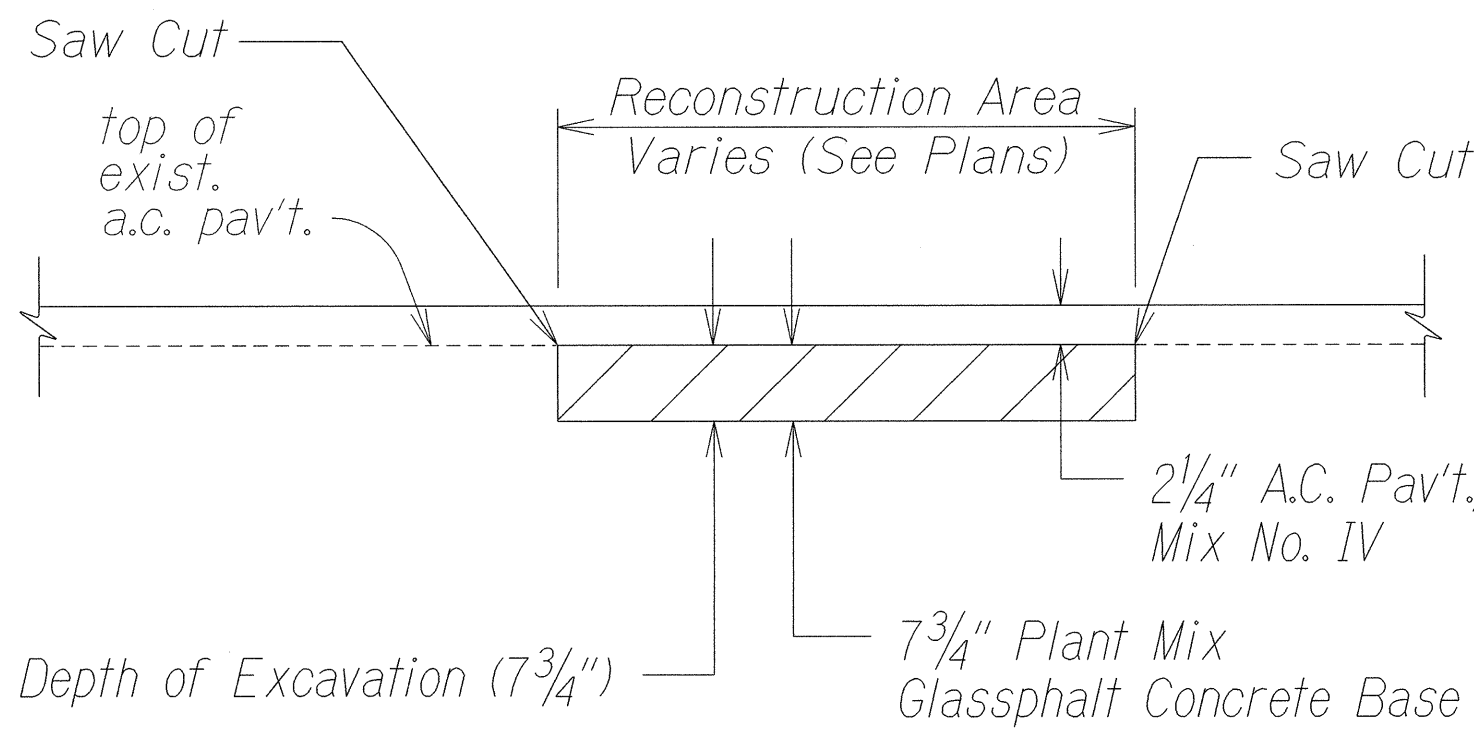 Saw Cut
top of
exist.
a.c. pav't.
Reconstruction Area
Varies (See Plans)
Saw Cut
2¼" A.C. Pav't.,
Mix No. IV
7¾" Plant Mix
Glassphalt Concrete Base
Depth of Excavation (7¾")